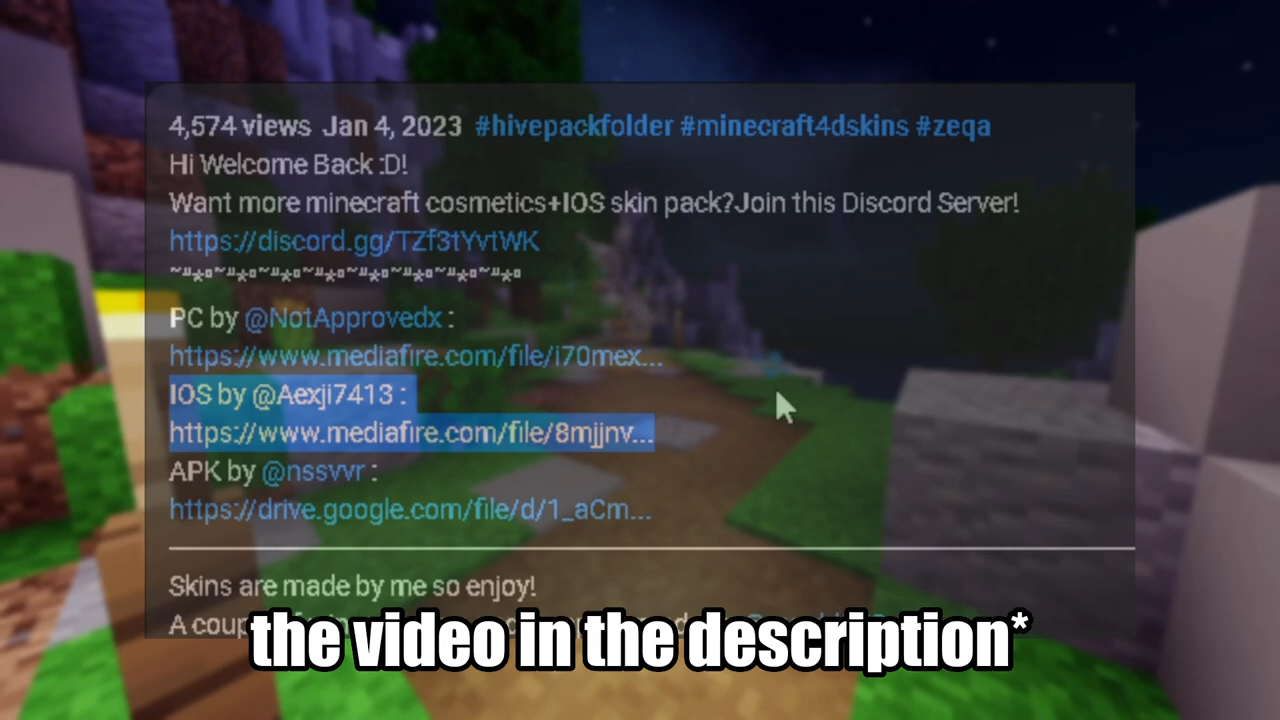 4,574 views Jan 4, 2023 #hivepackfolder #minecraft4dskins #zeqa
Hi Welcome Back :D!
Want more minecraft cosmetics+IOS skin pack?Join this Discord Server!
https://discord.gg/TZf3tYvtWK
PC by @NotApprovedx :
https://www.mediafire.com/file/i70mex...
IOS by @Aexji7413 :
https://www.mediafire.com/file/8mjjnv...
APK by @nssvvr :
https://drive.google.com/file/d/1_aCm...
Skins are made by me so enjoy!
the video in the description*